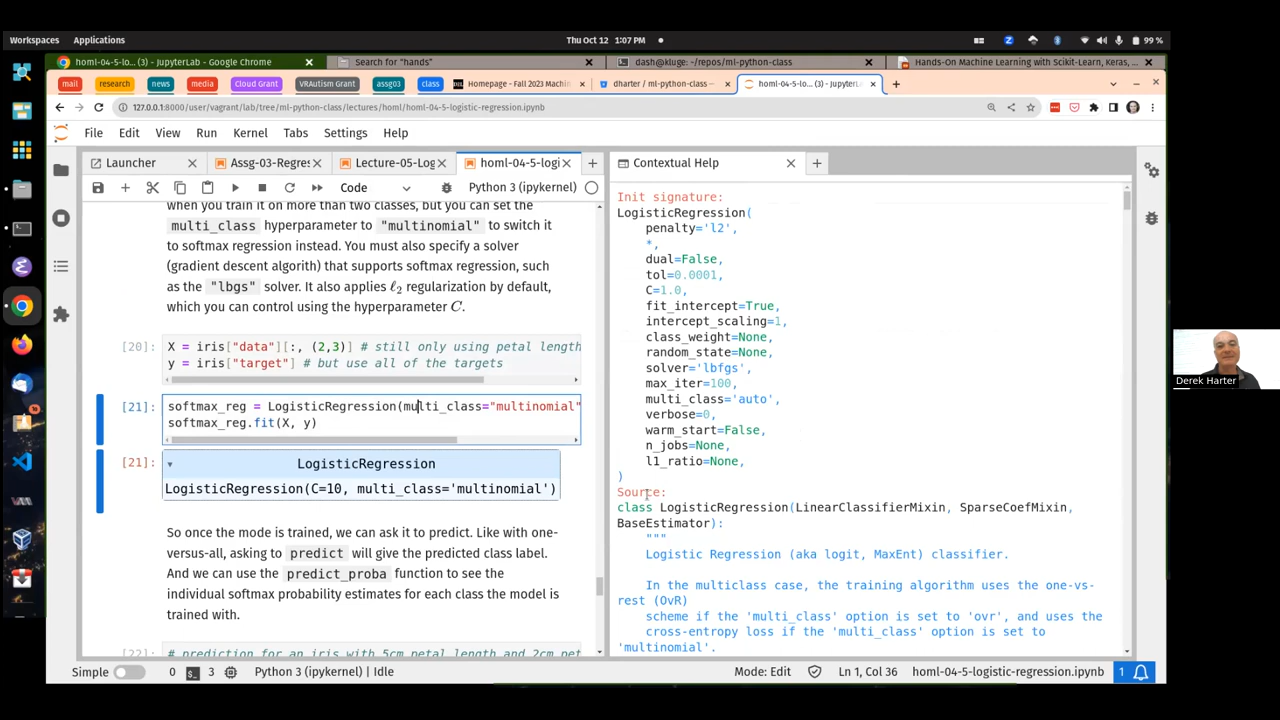 Workspaces Applications Thu Oct 12 1:07 PM 99 %
homl-04-5-lo... (3) - JupyterLab - Google Chrome Search for "hands" dash@kluge: ~/repos/ml-python-class Hands-On Machine Learning with Scikit-Learn, Keras, ...
mail research news media Cloud Grant VRAutism Grant assg03 class Homepage - Fall 2023 Machin dharter / ml-python-class — homl-04-5-lo... (3) - JupyterL
127.0.0.1:8000/user/vagrant/lab/tree/ml-python-class/lectures/homl/homl-04-5-logistic-regression.ipynb
File Edit View Run Kernel Tabs Settings Help
Launcher Assg-03-Regres Lecture-05-Log homl-04-5-logi Contextual Help
Code Python 3 (ipykernel)
when you train it on more than two classes, but you can set the
multi_class hyperparameter to "multinomial" to switch it
to softmax regression instead. You must also specify a solver
(gradient descent algorith) that supports softmax regression, such
as the "lbgs" solver. It also applies ℓ2 regularization by default,
which you can control using the hyperparameter C.
[20]: X = iris["data"][:, (2,3)] # still only using petal length
y = iris["target"] # but use all of the targets
[21]: softmax_reg = LogisticRegression(multi_class="multinomial"
softmax_reg.fit(X, y)
[21]: LogisticRegression
LogisticRegression(C=10, multi_class='multinomial')
So once the mode is trained, we can ask it to predict. Like with one-
versus-all, asking to predict will give the predicted class label.
And we can use the predict_proba function to see the
individual softmax probability estimates for each class the model is
trained with.
[22]: # prediction for an iris with 5cm petal length and 2cm pet
Init signature:
LogisticRegression(
penalty='l2',
*,
dual=False,
tol=0.0001,
C=1.0,
fit_intercept=True,
intercept_scaling=1,
class_weight=None,
random_state=None,
solver='lbfgs',
max_iter=100,
multi_class='auto',
verbose=0,
warm_start=False,
n_jobs=None,
l1_ratio=None,
)
Source:
class LogisticRegression(LinearClassifierMixin, SparseCoefMixin,
BaseEstimator):
"""
Logistic Regression (aka logit, MaxEnt) classifier.
In the multiclass case, the training algorithm uses the one-vs-
rest (OvR)
scheme if the 'multi_class' option is set to 'ovr', and uses the
cross-entropy loss if the 'multi_class' option is set to
'multinomial'.
Derek Harter
Simple 0 3 Python 3 (ipykernel) | Idle Mode: Edit Ln 1, Col 36 homl-04-5-logistic-regression.ipynb 1